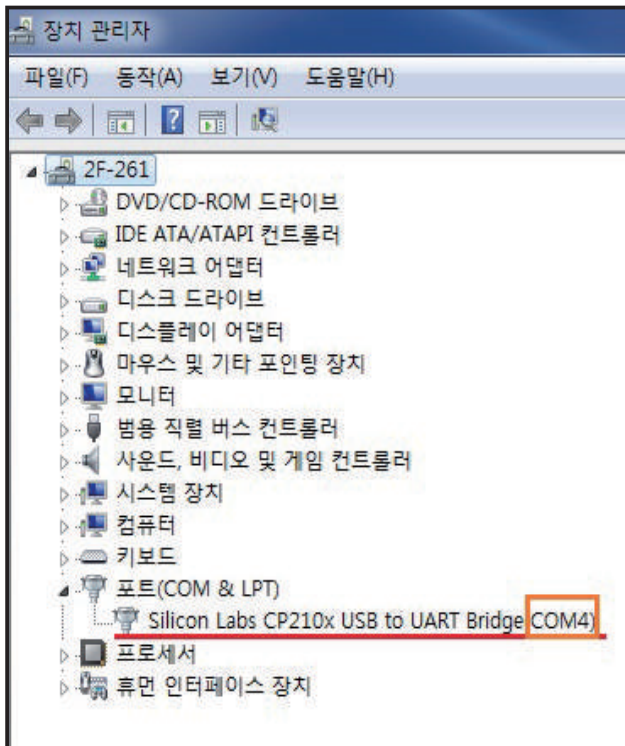 장치 관리자
파일(F) 동작(A) 보기(V) 도움말(H)
2F-261
DVD/CD-ROM 드라이브
IDE ATA/ATAPI 컨트롤러
네트워크 어댑터
디스크 드라이브
디스플레이 어댑터
마우스 및 기타 포인팅 장치
모니터
범용 직렬 버스 컨트롤러
사운드, 비디오 및 게임 컨트롤러
시스템 장치
컴퓨터
키보드
포트(COM & LPT)
Silicon Labs CP210x USB to UART Bridge(COM4)
프로세서
휴먼 인터페이스 장치